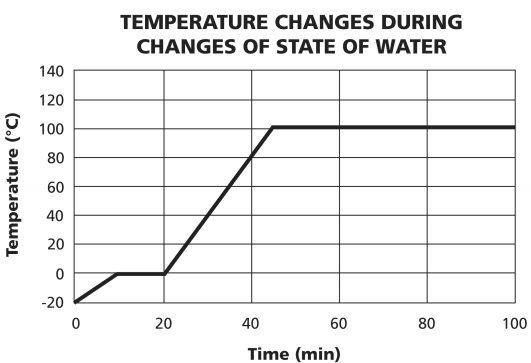 TEMPERATURE CHANGES DURING
CHANGES OF STATE OF WATER
Temperature (°C)
140
120
100
80
60
40
20
0
-20
0 20 40 60 80 100
Time (min)